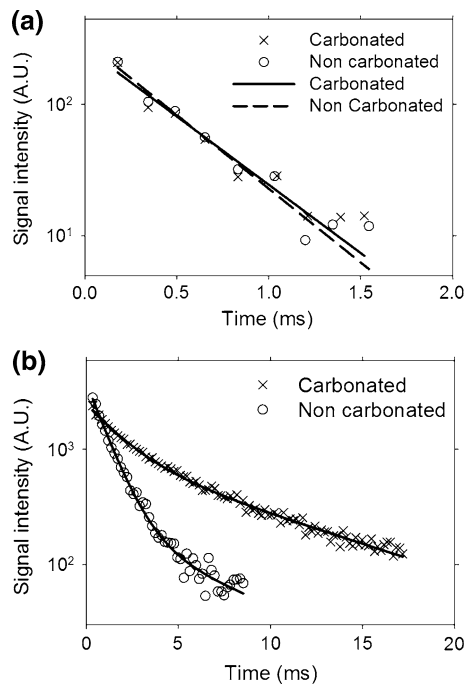 (a)
Carbonated
Non carbonated
Carbonated
Non Carbonated
Signal intensity (A.U.)
10²
10¹
0.0 0.5 1.0 1.5 2.0
Time (ms)
(b)
Carbonated
Non carbonated
Signal intensity (A.U.)
10³
10²
0 5 10 15 20
Time (ms)